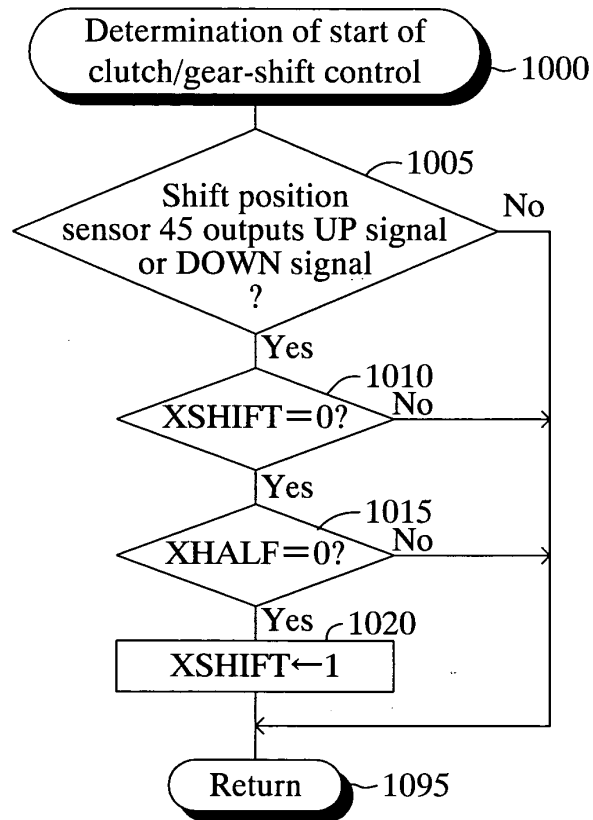 Determination of start of
clutch/gear-shift control
1000
1005
Shift position
sensor 45 outputs UP signal
or DOWN signal
?
No
Yes
1010
XSHIFT=0?
No
Yes
1015
XHALF=0?
No
Yes
1020
XSHIFT←1
Return
1095